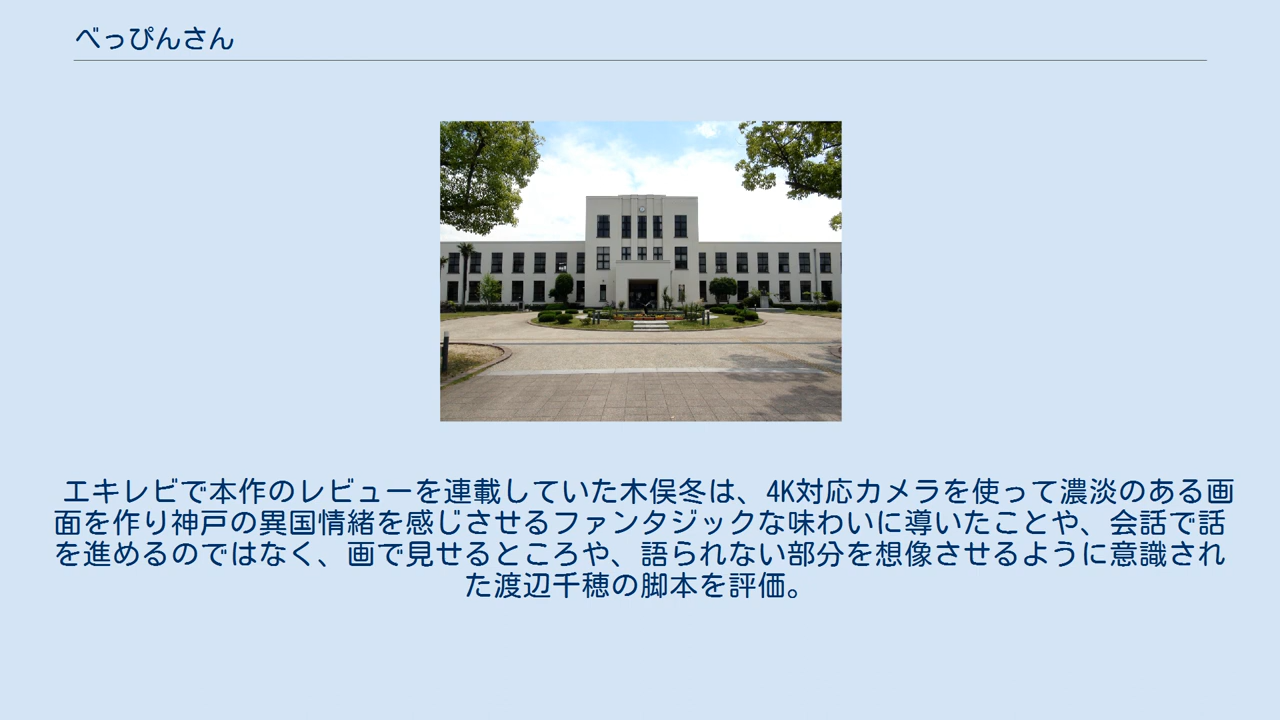 べっぴんさん
エキレビで本作のレビューを連載していた木俣冬は、4K対応カメラを使って濃淡のある画
面を作り神戸の異国情緒を感じさせるファンタジックな味わいに導いたことや、会話で話
を進めるのではなく、画で見せるところや、語られない部分を想像させるように意識され
た渡辺千穂の脚本を評価。